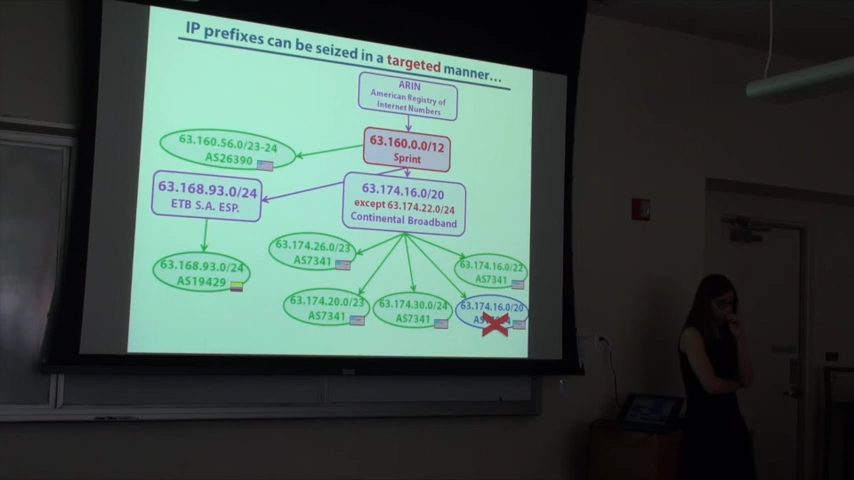 IP prefixes can be seized in a targeted manner...
ARIN
American Registry of
Internet Numbers
63.160.0.0/12
Sprint
63.160.56.0/23-24
AS26390
63.168.93.0/24
ETB S.A. ESP.
63.174.16.0/20
except 63.174.22.0/24
Continental Broadband
63.168.93.0/24
AS19429
63.174.26.0/23
AS7341
63.174.16.0/22
AS7341
63.174.20.0/23
AS7341
63.174.30.0/24
AS7341
63.174.16.0/20